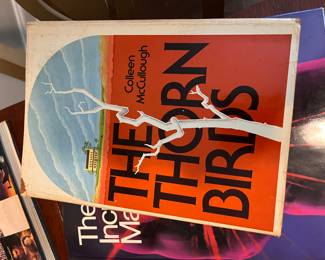 Colleen
McCullough
THE
THORN
BIRDS
The
Inc
Ma